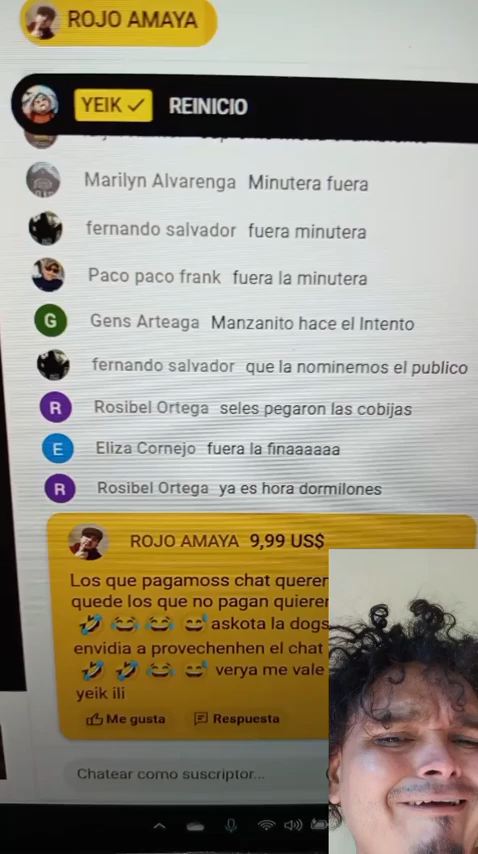 ROJO AMAYA
YEIK REINICIO
Marilyn Alvarenga Minutera fuera
fernando salvador fuera minutera
Paco paco frank fuera la minutera
G Gens Arteaga Manzanito hace el Intento
fernando salvador que la nominemos el publico
R Rosibel Ortega seles pegaron las cobijas
E Eliza Cornejo fuera la finaaaaaa
R Rosibel Ortega ya es hora dormilones
ROJO AMAYA 9,99 US$
Los que pagamoss chat querer
quede los que no pagan quierer
🤣 😂 😂 😅 askota la dogs
envidia a provechenhen el chat
🤣 🤣 😂 😅 verya me vale
yeik ili
Me gusta Respuesta
Chatear como suscriptor...